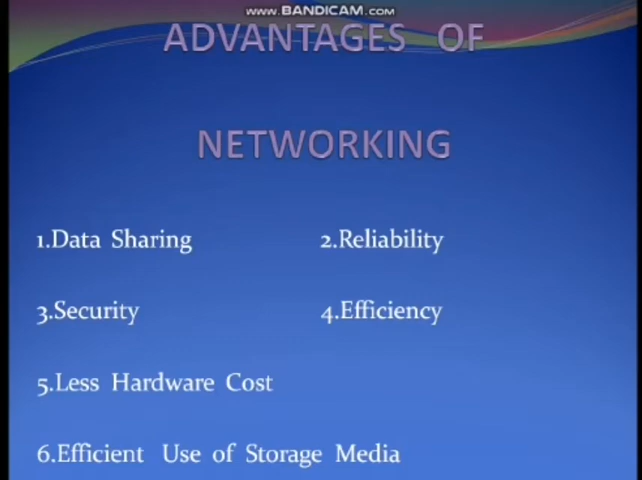 www.BANDICAM.com
ADVANTAGES OF
NETWORKING
1.Data Sharing 2.Reliability
3.Security 4.Efficiency
5.Less Hardware Cost
6.Efficient Use of Storage Media